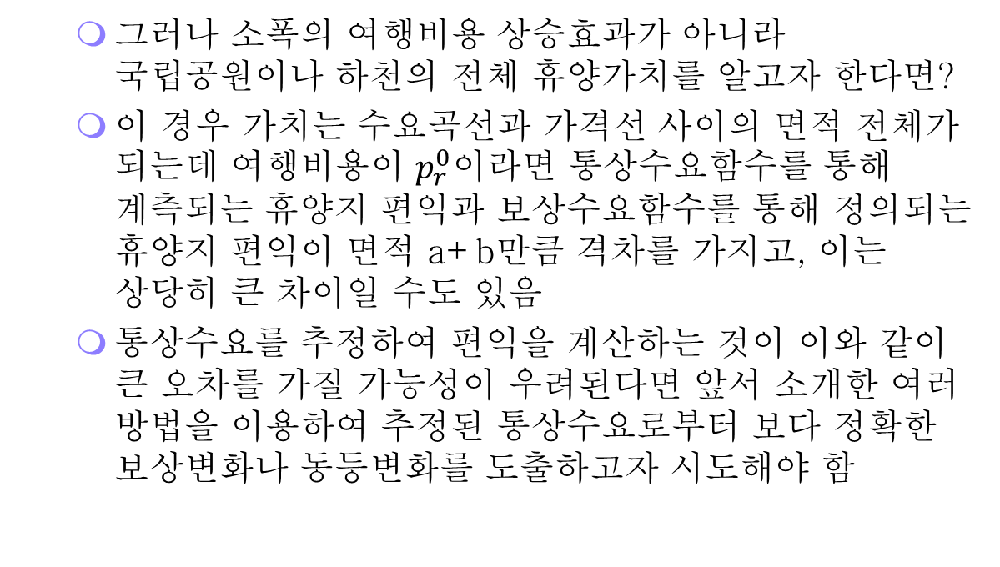 그러나 소폭의 여행비용 상승효과가 아니라
국립공원이나 하천의 전체 휴양가치를 알고자 한다면?
이 경우 가치는 수요곡선과 가격선 사이의 면적 전체가
되는데 여행비용이 $p_r^0$이라면 통상수요함수를 통해
계측되는 휴양지 편익과 보상수요함수를 통해 정의되는
휴양지 편익이 면적 a+ b만큼 격차를 가지고, 이는
상당히 큰 차이일 수도 있음
통상수요를 추정하여 편익을 계산하는 것이 이와 같이
큰 오차를 가질 가능성이 우려된다면 앞서 소개한 여러
방법을 이용하여 추정된 통상수요로부터 보다 정확한
보상변화나 동등변화를 도출하고자 시도해야 함